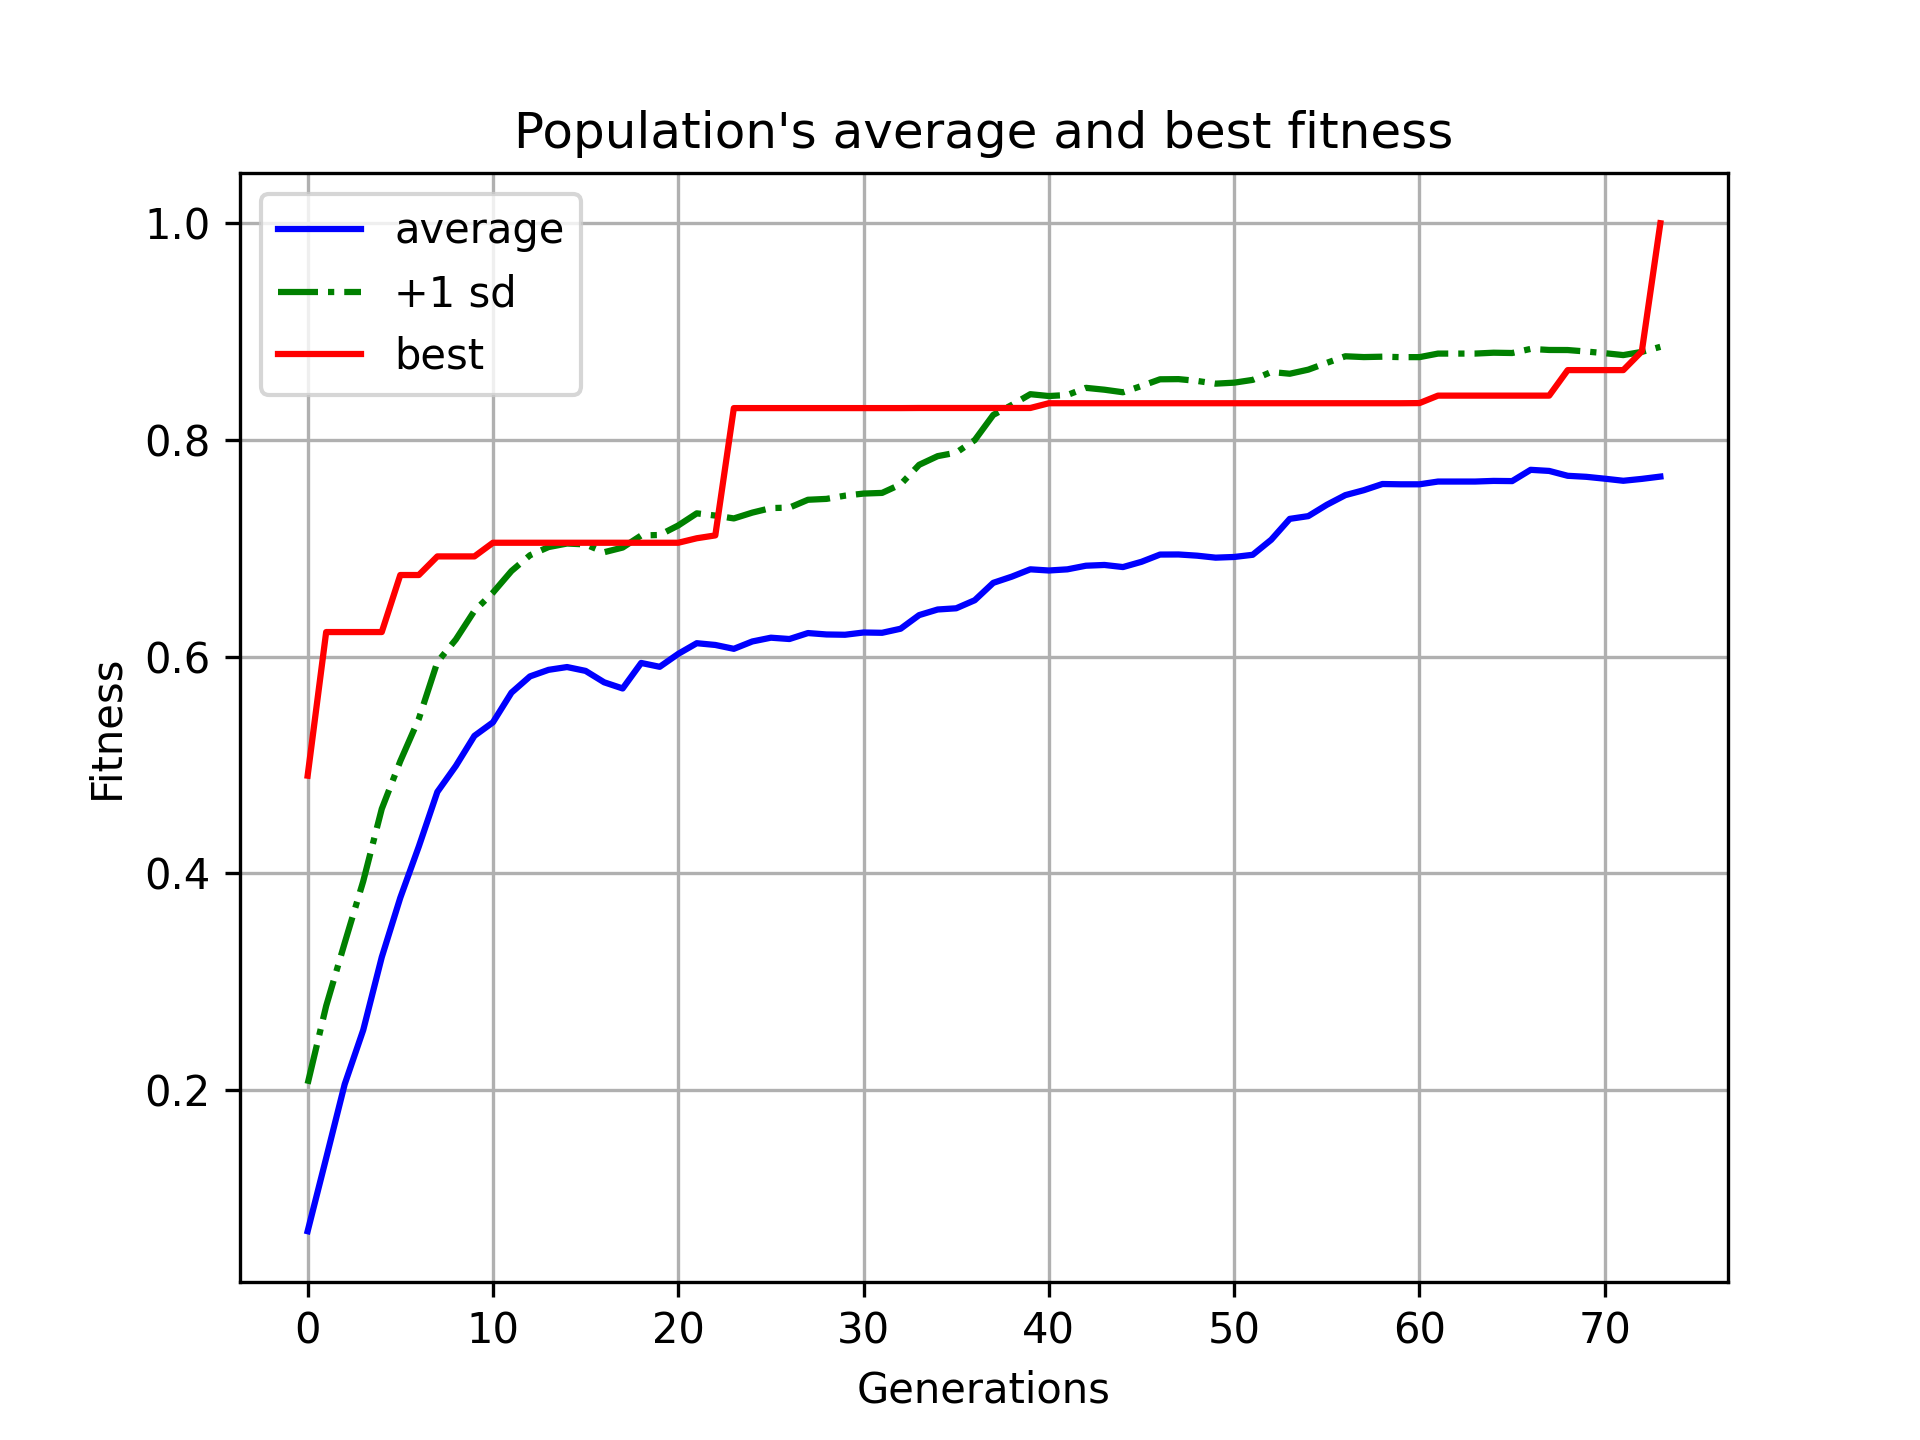 Population's average and best fitness
average
+1 sd
best
1.0
0.8
0.6
0.4
0.2
Fitness
0 10 20 30 40 50 60 70
Generations